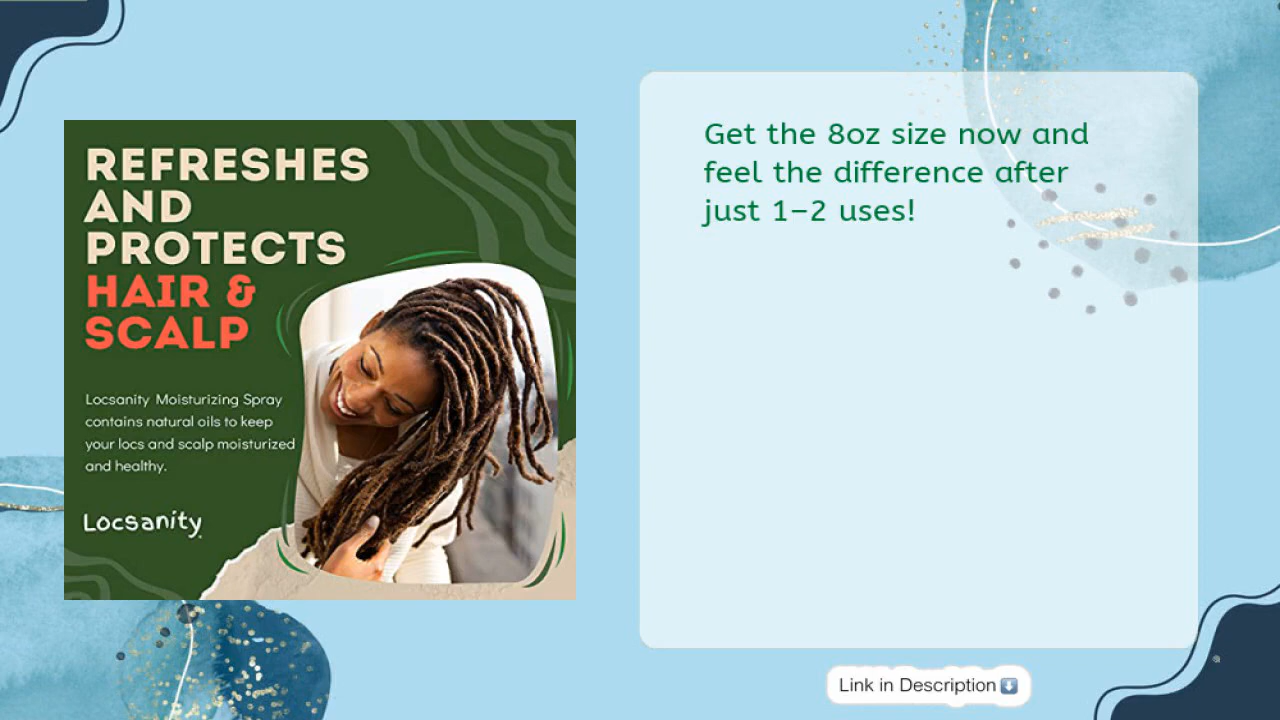 REFRESHES
AND
PROTECTS
HAIR &
SCALP
Locsanity Moisturizing Spray
contains natural oils to keep
your locs and scalp moisturized
and healthy.
Locsanity
Get the 8oz size now and
feel the difference after
just 1–2 uses!
Link in Description⬇️